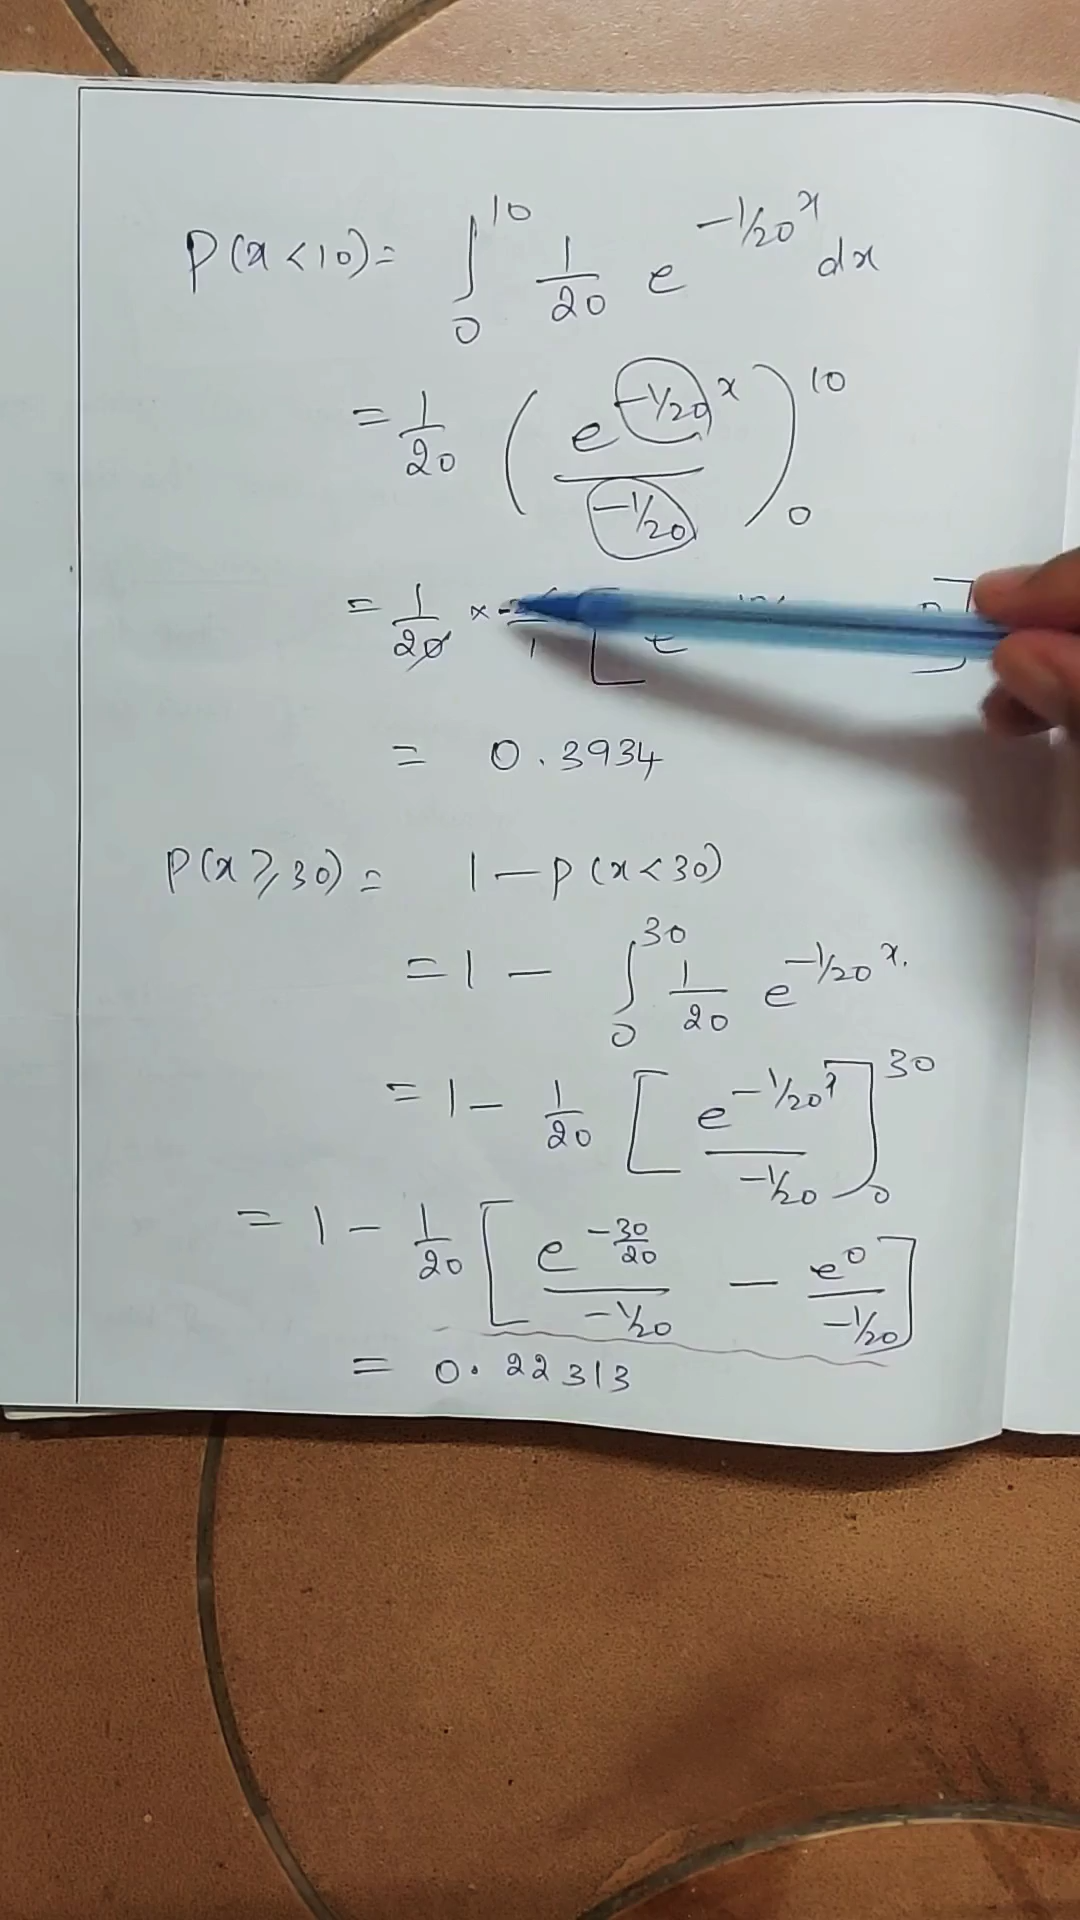 P(x<10)= ∫₀¹⁰ 1/20 e^{-1/20 x} dx
= 1/20 ( e^{-1/20 x} / -1/20 )₀¹⁰
= 1/20 × / 1 [ e ]
= 0.3934
P(x≥30)= 1-P(x<30)
= 1 - ∫₀³⁰ 1/20 e^{-1/20 x}.
= 1 - 1/20 [ e^{-1/20 x} / -1/20 ]₀³⁰
= 1 - 1/20 [ e^{-30/20} / -1/20 - e⁰ / -1/20 ]
= 0.22313